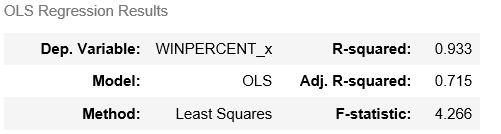 OLS Regression Results
Dep. Variable: WINPERCENT_x R-squared: 0.933
Model: OLS Adj. R-squared: 0.715
Method: Least Squares F-statistic: 4.266